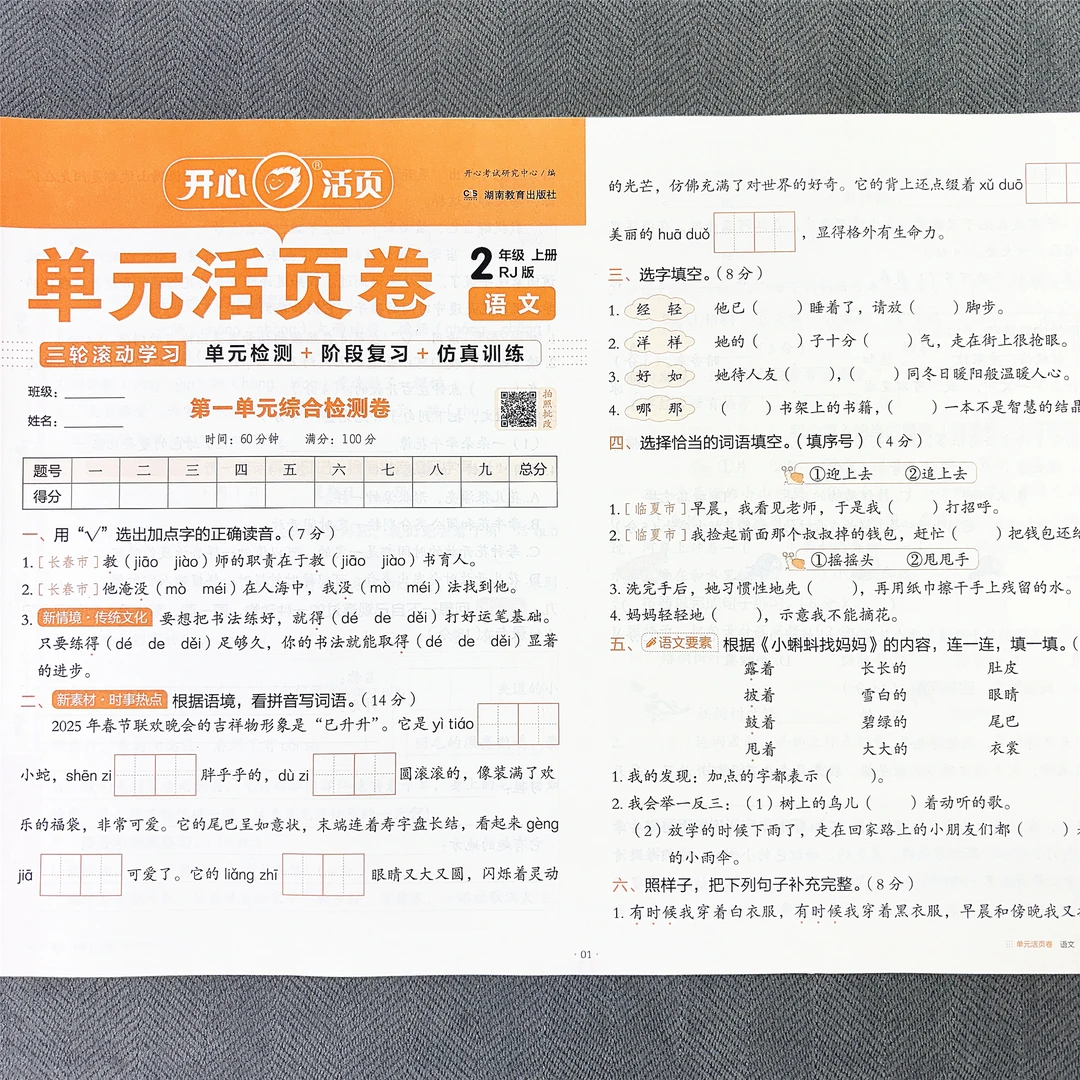 开心®活页
开心考试研究中心/编
湖南教育出版社
单元活页卷
2年级 上册
RJ版
语文
三轮滚动学习 单元检测+阶段复习+仿真训练
班级：
姓名：
第一单元综合检测卷
拍照批改
时间：60分钟 满分：100分
题号 一 二 三 四 五 六 七 八 九 总分
得分
一、用“√”选出加点字的正确读音。(7分)
1.[长春市]教(jiāo jiào)师的职责在于教(jiāo jiào)书育人。
2.[长春市]他淹没(mò méi)在人海中，我没(mò méi)法找到他。
3. 新情境·传统文化 要想把书法练好，就得(dé de děi)打好运笔基础。
只要练得(dé de děi)足够久，你的书法就能取得(dé de děi)显著
的进步。
二、新素材·时事热点 根据语境，看拼音写词语。(14分)
2025年春节联欢晚会的吉祥物形象是“巳升升”。它是 yì tiáo
小蛇，shēn zi 胖乎乎的，dù zi 圆滚滚的，像装满了欢
乐的福袋，非常可爱。它的尾巴呈如意状，末端连着寿字盘长结，看起来 gèng
jiā 可爱了。它的 liǎng zhī 眼睛又大又圆，闪烁着灵动
·01·
的光芒，仿佛充满了对世界的好奇。它的背上还点缀着 xǔ duō
美丽的 huā duǒ ，显得格外有生命力。
三、选字填空。(8分)
1. 经 轻 他已( )睡着了，请放( )脚步。
2. 洋 样 她的( )子十分( )气，走在街上很抢眼。
3. 好 如 她待人友( ),( )同冬日暖阳般温暖人心。
4. 哪 那 ( )书架上的书籍,( )一本不是智慧的结晶
四、选择恰当的词语填空。(填序号)(4分)
①迎上去 ②追上去
1.[临夏市]早晨，我看见老师，于是我( )打招呼。
2.[临夏市]我捡起前面那个叔叔掉的钱包，赶忙( )把钱包还给
①摇摇头 ②甩甩手
3.洗完手后，她习惯性地先( )，再用纸巾擦干手上残留的水。
4.妈妈轻轻地( )，示意我不能摘花。
五、语文要素 根据《小蝌蚪找妈妈》的内容，连一连，填一填。(
露着 长长的 肚皮
披着 雪白的 眼睛
鼓着 碧绿的 尾巴
甩着 大大的 衣裳
1.我的发现：加点的字都表示( )。
2.我会举一反三：(1)树上的鸟儿( )着动听的歌。
(2)放学的时候下雨了，走在回家路上的小朋友们都( )
的小雨伞。
六、照样子，把下列句子补充完整。(8分)
1.有时候我穿着白衣服，有时候我穿着黑衣服，早晨和傍晚我又
单元活页卷 语文